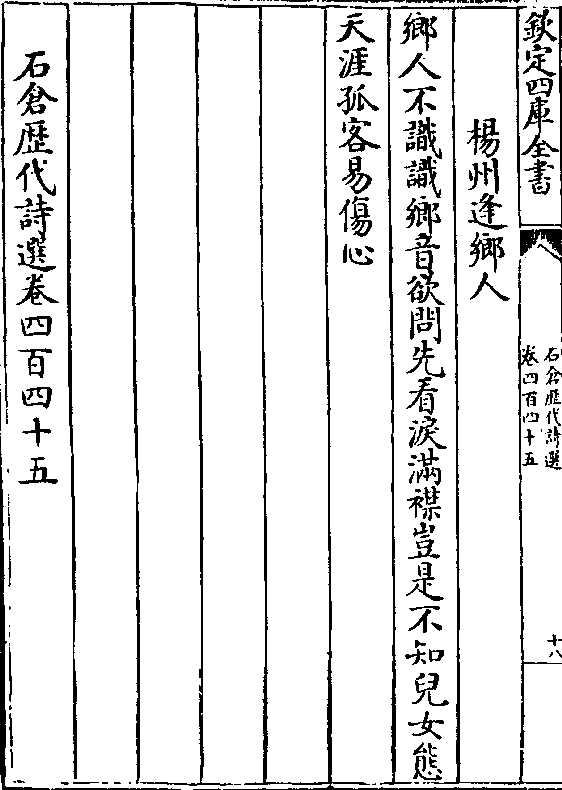 欽定四庫全書
石倉歴代詩選
卷四百四十五
十八
楊州逢鄉人
鄉人不識識鄉音欲問先看淚滿襟豈是不知兒女態
天涯孤客易傷心
石倉歴代詩選卷四百四十五